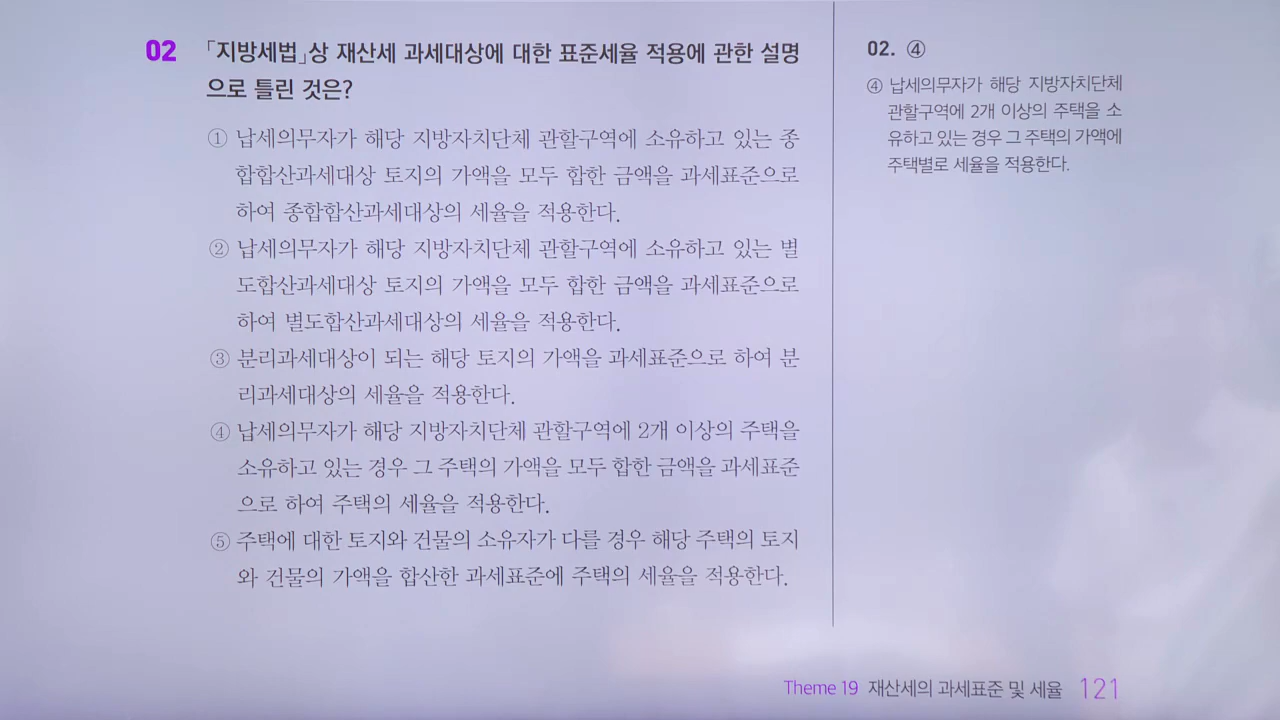 02 「지방세법」상 재산세 과세대상에 대한 표준세율 적용에 관한 설명
으로 틀린 것은?
① 납세의무자가 해당 지방자치단체 관할구역에 소유하고 있는 종
합합산과세대상 토지의 가액을 모두 합한 금액을 과세표준으로
하여 종합합산과세대상의 세율을 적용한다.
② 납세의무자가 해당 지방자치단체 관할구역에 소유하고 있는 별
도합산과세대상 토지의 가액을 모두 합한 금액을 과세표준으로
하여 별도합산과세대상의 세율을 적용한다.
③ 분리과세대상이 되는 해당 토지의 가액을 과세표준으로 하여 분
리과세대상의 세율을 적용한다.
④ 납세의무자가 해당 지방자치단체 관할구역에 2개 이상의 주택을
소유하고 있는 경우 그 주택의 가액을 모두 합한 금액을 과세표준
으로 하여 주택의 세율을 적용한다.
⑤ 주택에 대한 토지와 건물의 소유자가 다를 경우 해당 주택의 토지
와 건물의 가액을 합산한 과세표준에 주택의 세율을 적용한다.
02. ④
④ 납세의무자가 해당 지방자치단체
관할구역에 2개 이상의 주택을 소
유하고 있는 경우 그 주택의 가액에
주택별로 세율을 적용한다.
Theme 19 재산세의 과세표준 및 세율 121